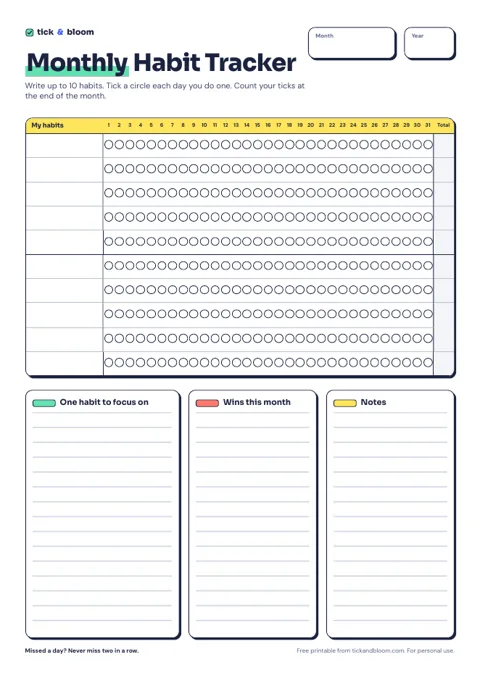 tick & bloom
Month
Year
Monthly Habit Tracker
Write up to 10 habits. Tick a circle each day you do one. Count your ticks at
the end of the month.
My habits 1 2 3 4 5 6 7 8 9 10 11 12 13 14 15 16 17 18 19 20 21 22 23 24 25 26 27 28 29 30 31 Total
One habit to focus on
Wins this month
Notes
Missed a day? Never miss two in a row.
Free printable from tickandbloom.com. For personal use.